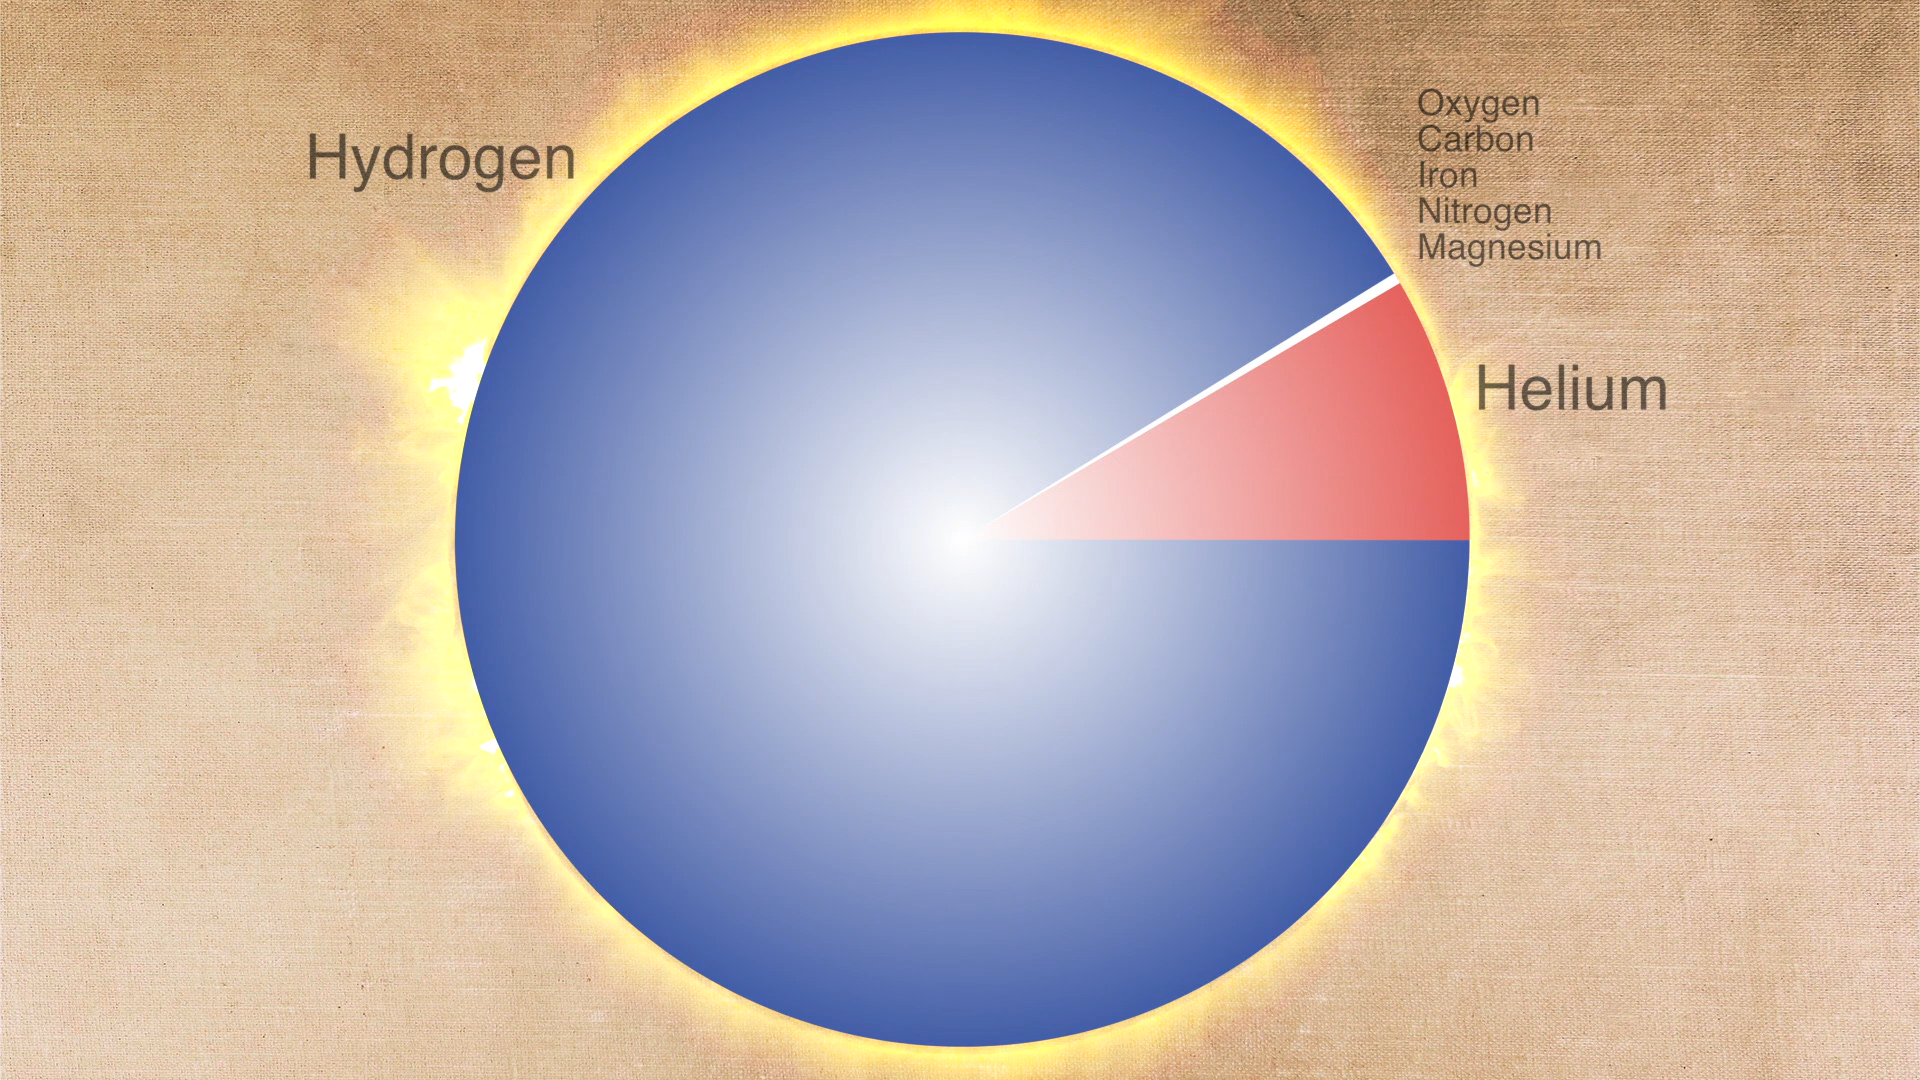 Hydrogen
Oxygen
Carbon
Iron
Nitrogen
Magnesium
Helium